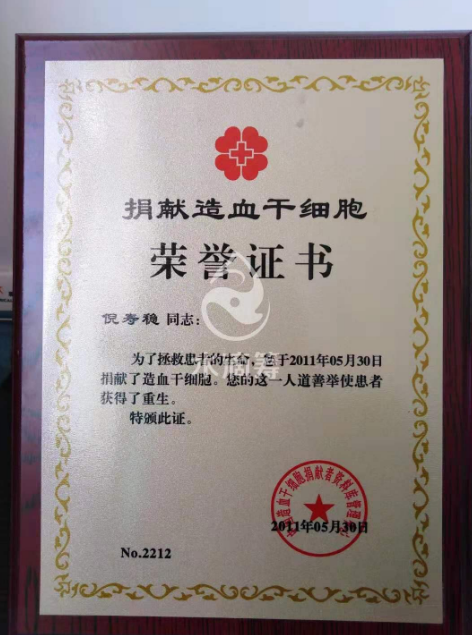 捐献造血干细胞
荣誉证书
倪寿稳 同志：
为了拯救患者的生命，您于2011年05月30日
捐献了造血干细胞。您的这一人道善举使患者
获得了重生。
特颁此证。
水滴筹
2011年05月30日
No.2212